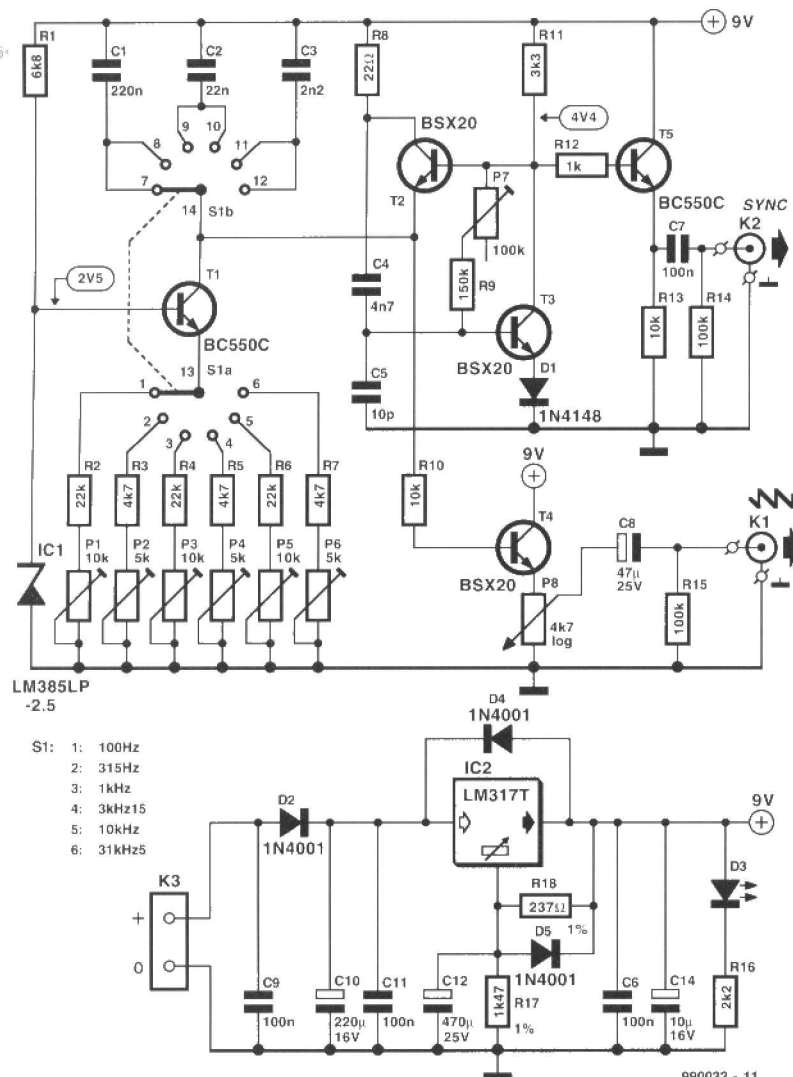 R1
6k8
C1
220n
C2
22n
C3
2n2
R8
22Ω
R11
3k3
9V
4V4
BSX20
T2
R12
1k
T5
BC550C
P7
100k
8
9
10
11
7
12
14
S1b
C7
100n
SYNC
K2
2V5
T1
BC550C
C4
4n7
R9
150k
T3
BSX20
R13
10k
R14
100k
13
S1a
1
2
3
4
5
6
C5
10p
D1
1N4148
R2
22k
R3
4k7
R4
22k
R5
4k7
R6
22k
R7
4k7
R10
10k
9V
T4
BSX20
C8
47µ
25V
K1
IC1
P1
10k
P2
5k
P3
10k
P4
5k
P5
10k
P6
5k
P8
4k7
log
R15
100k
LM385LP
-2.5
S1: 1: 100Hz
2: 315Hz
3: 1kHz
4: 3kHz15
5: 10kHz
6: 31kHz5
D4
1N4001
IC2
LM317T
D2
1N4001
9V
K3
+
0
R18
237Ω
1%
D5
1N4001
D3
C9
100n
C10
220µ
16V
C11
100n
C12
470µ
25V
1k47
R17
1%
C6
100n
C14
10µ
16V
R16
2k2
990032 - 11